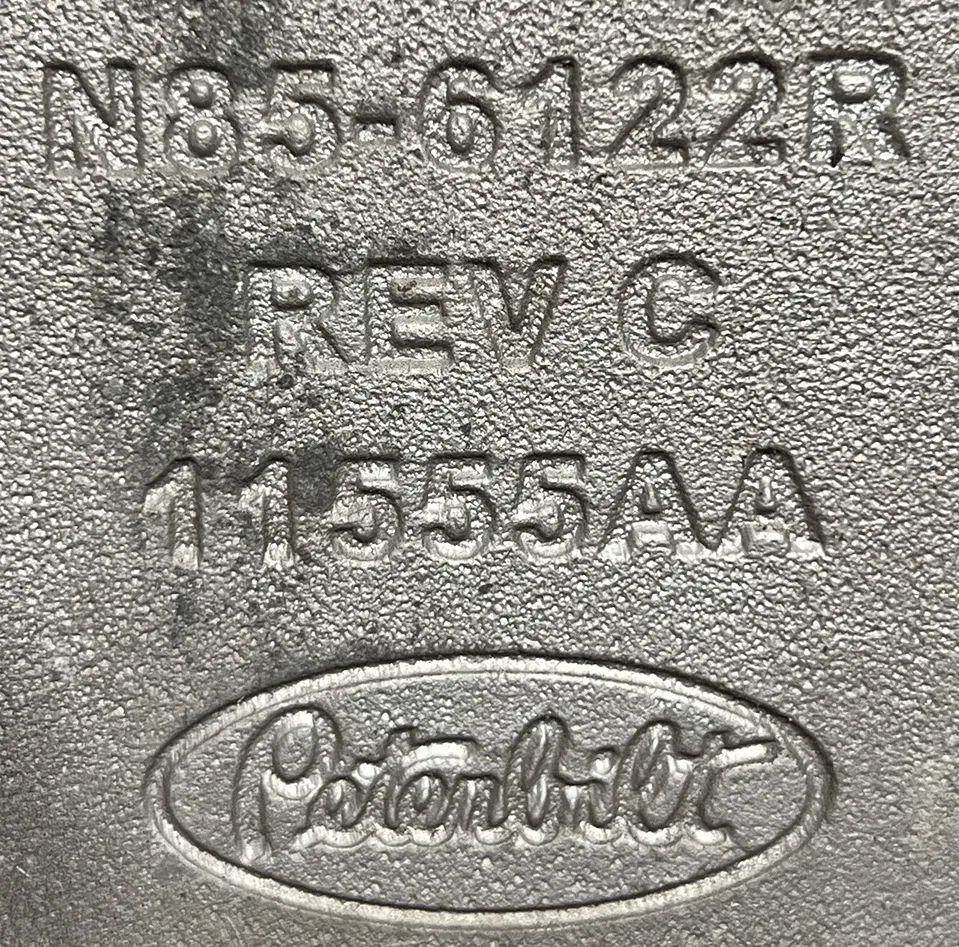 N85-6122R
REV C
11555AA
Peterbilt